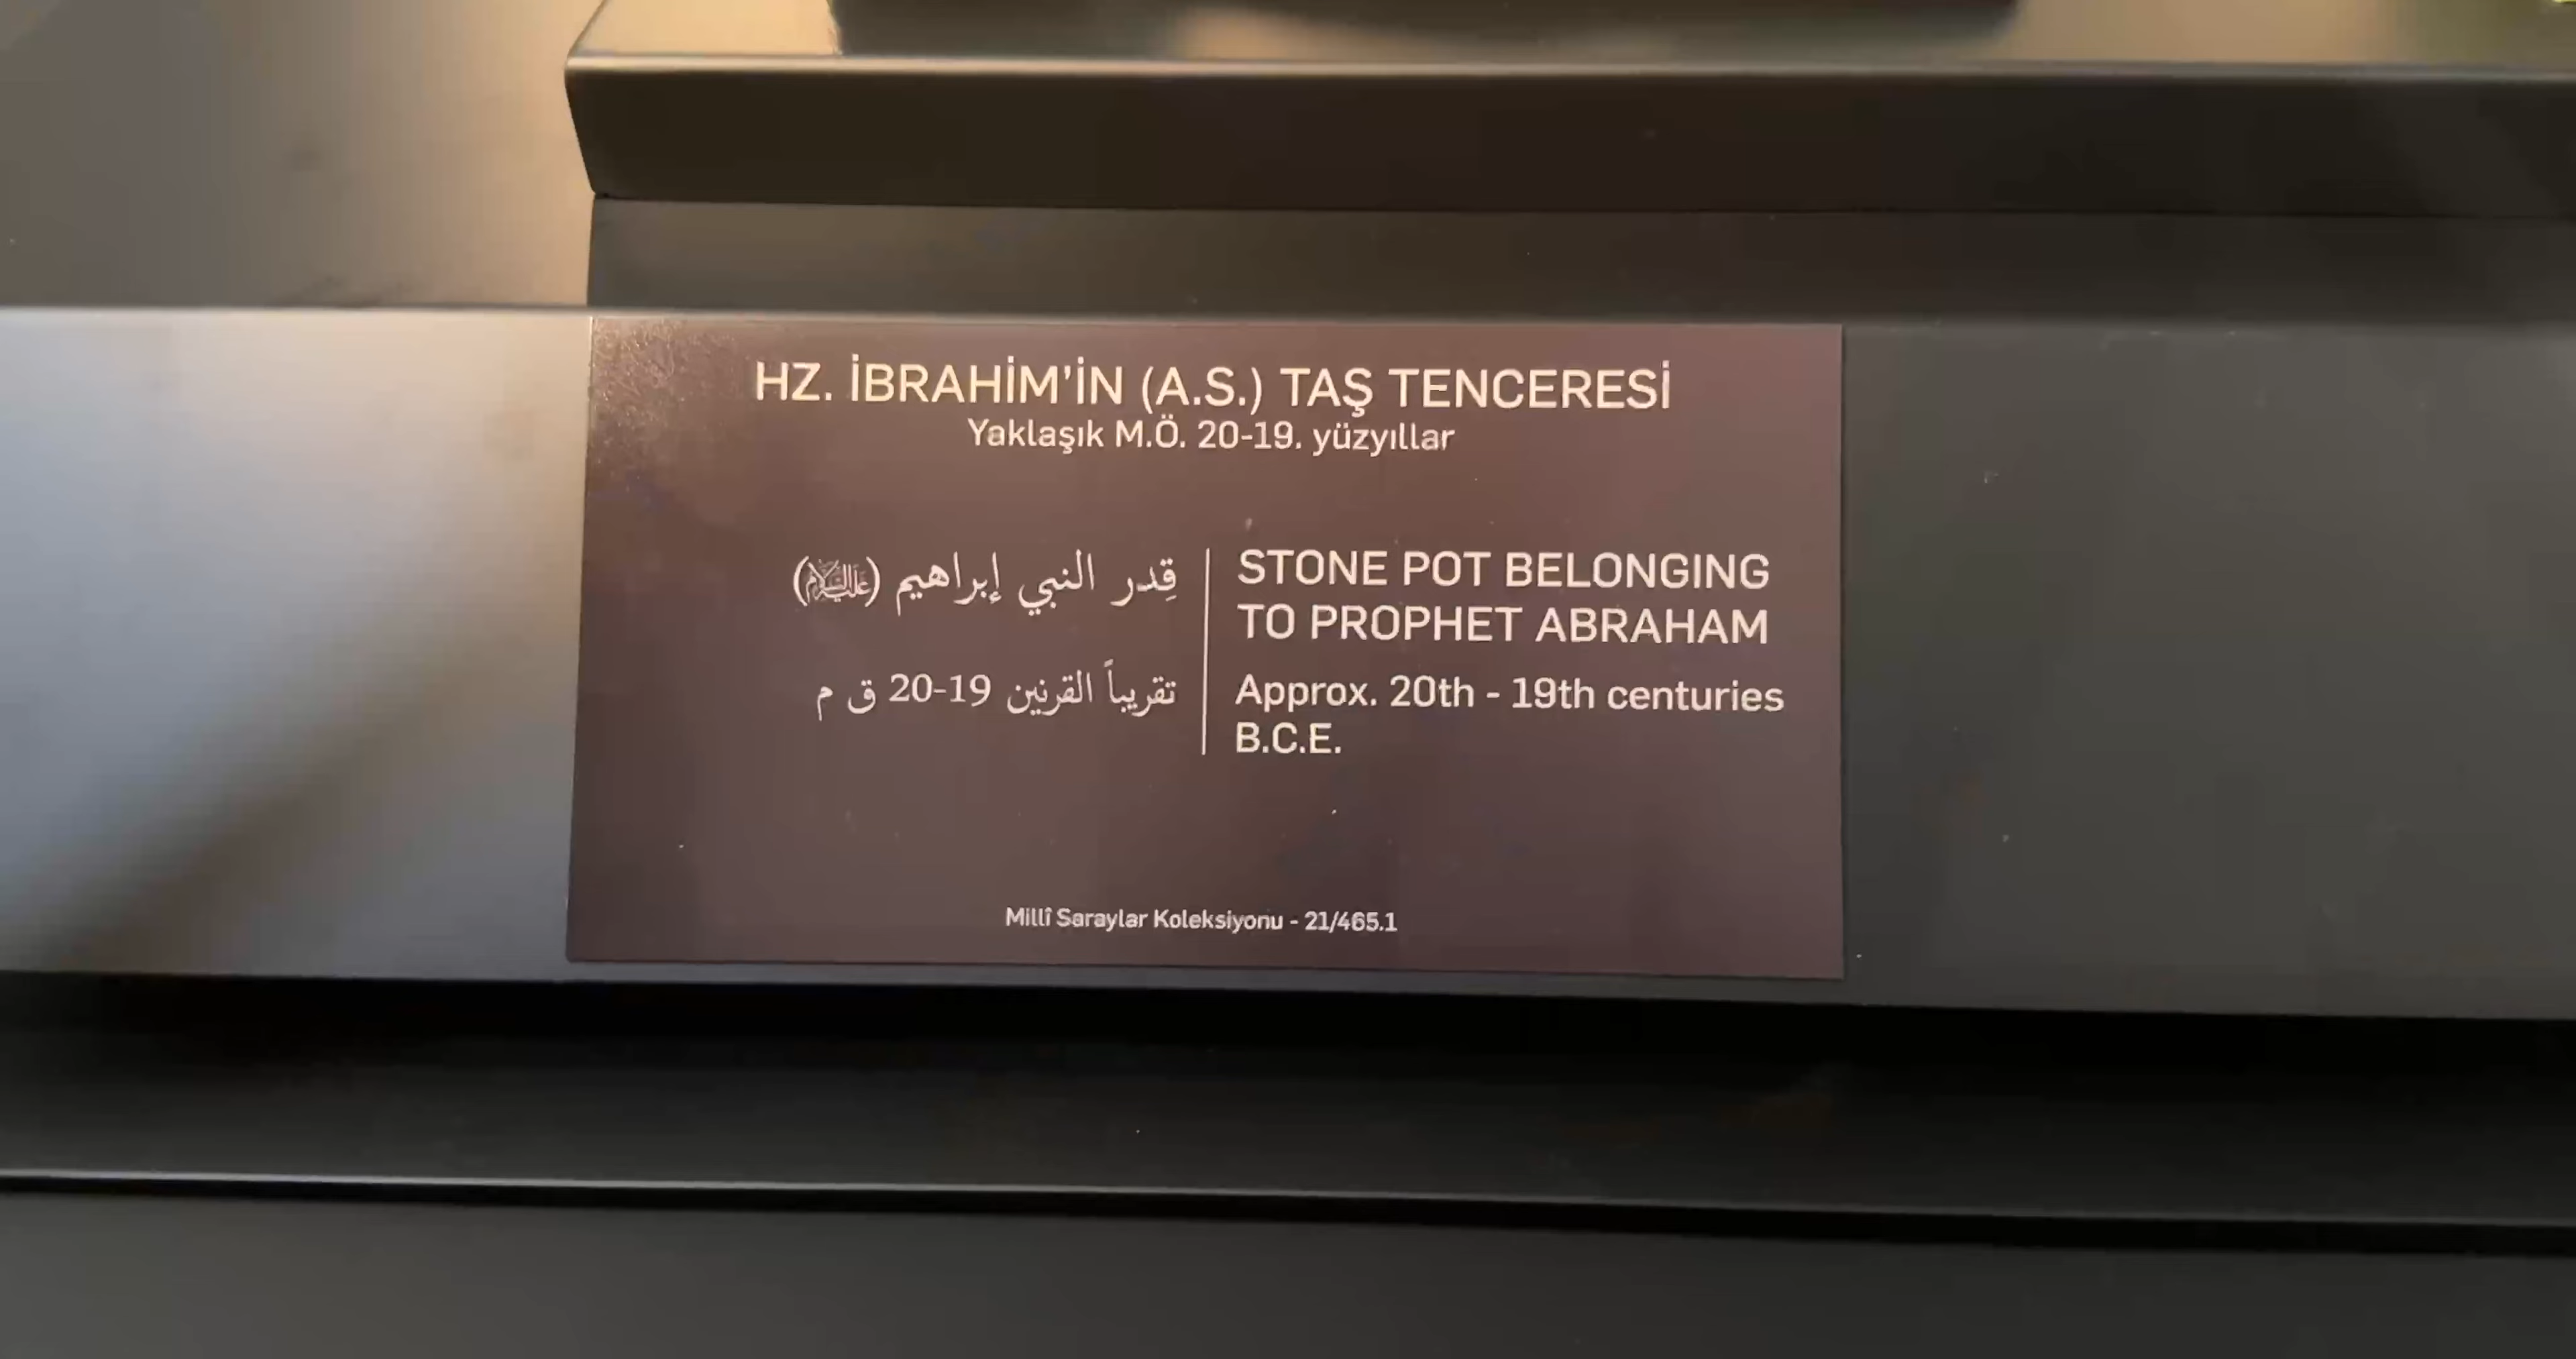 HZ. İBRAHİM'İN (A.S.) TAŞ TENCERESİ
Yaklaşık M.Ö. 20-19. yüzyıllar
قِدر النبي إبراهيم (عليه السلام)
تقريباً القرنين 19-20 ق م
STONE POT BELONGING
TO PROPHET ABRAHAM
Approx. 20th - 19th centuries
B.C.E.
Millî Saraylar Koleksiyonu - 21/465.1